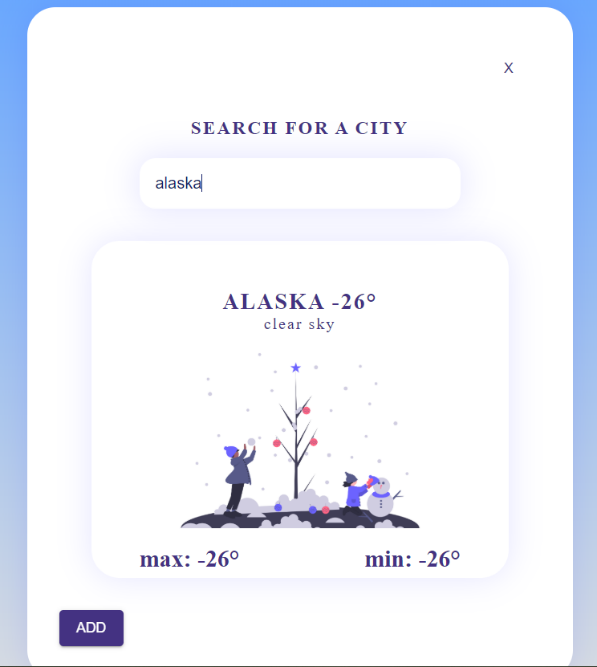 X
SEARCH FOR A CITY
alaska
ALASKA -26°
clear sky
max: -26° min: -26°
ADD